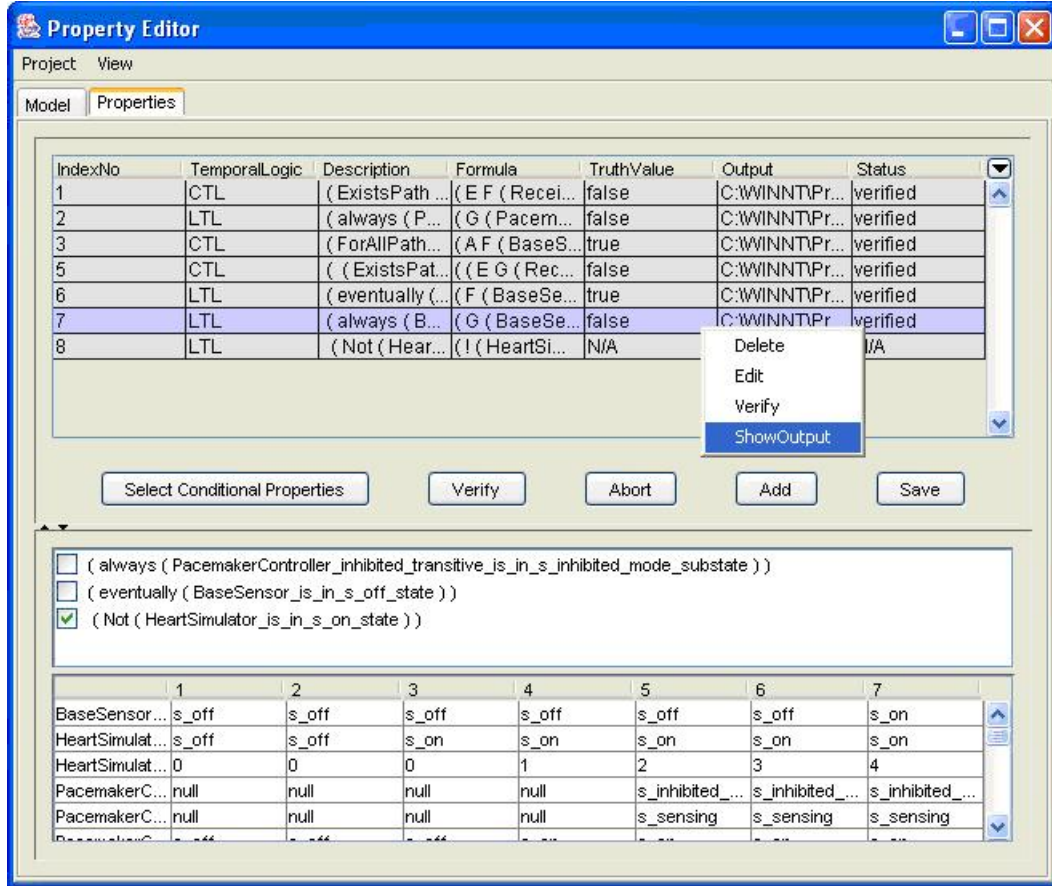 Property Editor
Project View
Model Properties
IndexNo TemporalLogic Description Formula TruthValue Output Status
1 CTL ( ExistsPath ... ( E F ( Recei... false C:\WINNT\Pr... verified
2 LTL ( always ( P... ( G ( Pacem... false C:\WINNT\Pr... verified
3 CTL ( ForAllPath... ( A F ( BaseS... true C:\WINNT\Pr... verified
5 CTL ( ( ExistsPat... ( ( E G ( Rec... false C:\WINNT\Pr... verified
6 LTL ( eventually (... ( F ( BaseSe... true C:\WINNT\Pr... verified
7 LTL ( always ( B... ( G ( BaseSe... false C:\WINNT\Pr verified
8 LTL ( Not ( Hear... ( ! ( HeartSi... N/A I/A
Delete
Edit
Verify
ShowOutput
Select Conditional Properties Verify Abort Add Save
( always ( PacemakerController_inhibited_transitive_is_in_s_inhibited_mode_substate ) )
( eventually ( BaseSensor_is_in_s_off_state ) )
( Not ( HeartSimulator_is_in_s_on_state ) )
1 2 3 4 5 6 7
BaseSensor... s_off s_off s_off s_off s_off s_off s_on
HeartSimulat... s_off s_off s_on s_on s_on s_on s_on
HeartSimulat... 0 0 0 1 2 3 4
PacemakerC... null null null null s_inhibited_... s_inhibited_... s_inhibited_...
PacemakerC... null null null null s_sensing s_sensing s_sensing